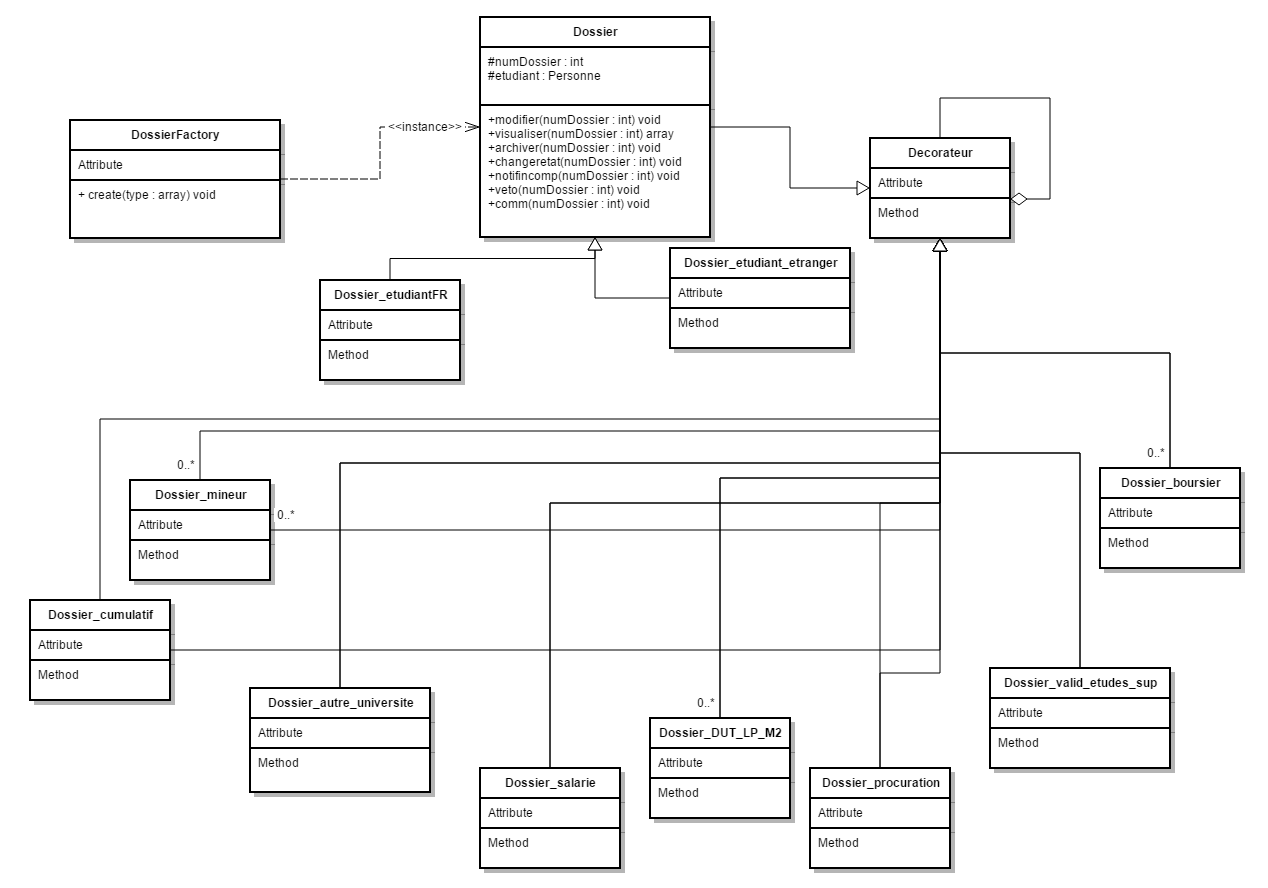 Dossier
#numDossier : int
#etudiant : Personne
+modifier(numDossier : int) void
+visualiser(numDossier : int) array
+archiver(numDossier : int) void
+changeretat(numDossier : int) void
+notifincomp(numDossier : int) void
+veto(numDossier : int) void
+comm(numDossier : int) void
DossierFactory
Attribute
+ create(type : array) void
<<instance>>
Decorateur
Attribute
Method
Dossier_etudiant_etranger
Attribute
Method
Dossier_etudiantFR
Attribute
Method
0..*
Dossier_mineur
Attribute
Method
0..*
0..*
Dossier_boursier
Attribute
Method
Dossier_cumulatif
Attribute
Method
Dossier_autre_universite
Attribute
Method
Dossier_salarie
Attribute
Method
0..*
Dossier_DUT_LP_M2
Attribute
Method
Dossier_procuration
Attribute
Method
Dossier_valid_etudes_sup
Attribute
Method